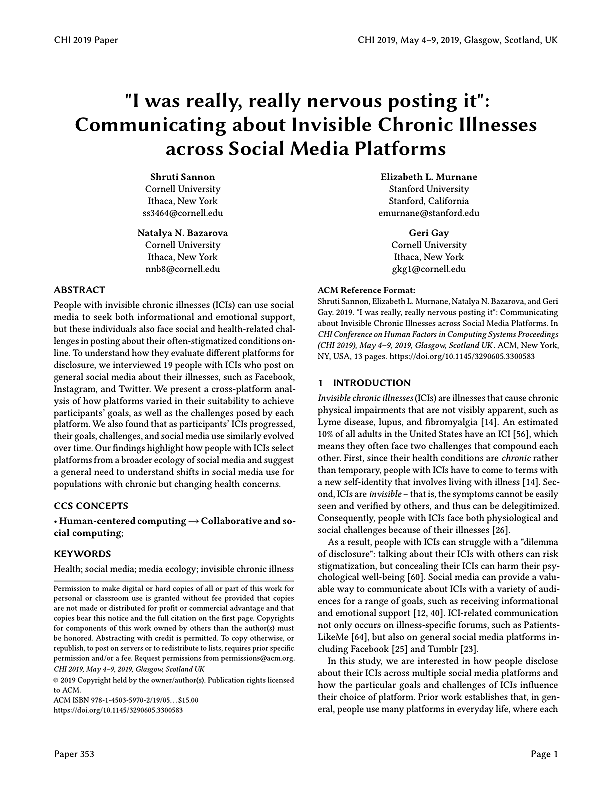 CHI 2019 Paper
CHI 2019, May 4–9, 2019, Glasgow, Scotland, UK
"I was really, really nervous posting it":
Communicating about Invisible Chronic Illnesses
across Social Media Platforms
Shruti Sannon
Cornell University
Ithaca, New York
ss3464@cornell.edu
Elizabeth L. Murnane
Stanford University
Stanford, California
emurnane@stanford.edu
Natalya N. Bazarova
Cornell University
Ithaca, New York
nnb8@cornell.edu
Geri Gay
Cornell University
Ithaca, New York
gkg1@cornell.edu
ABSTRACT
People with invisible chronic illnesses (ICIs) can use social
media to seek both informational and emotional support,
but these individuals also face social and health-related chal-
lenges in posting about their often-stigmatized conditions on-
line. To understand how they evaluate different platforms for
disclosure, we interviewed 19 people with ICIs who post on
general social media about their illnesses, such as Facebook,
Instagram, and Twitter. We present a cross-platform anal-
ysis of how platforms varied in their suitability to achieve
participants' goals, as well as the challenges posed by each
platform. We also found that as participants' ICIs progressed,
their goals, challenges, and social media use similarly evolved
over time. Our findings highlight how people with ICIs select
platforms from a broader ecology of social media and suggest
a general need to understand shifts in social media use for
populations with chronic but changing health concerns.
CCS CONCEPTS
• Human-centered computing → Collaborative and so-
cial computing;
KEYWORDS
Health; social media; media ecology; invisible chronic illness
Permission to make digital or hard copies of all or part of this work for
personal or classroom use is granted without fee provided that copies
are not made or distributed for profit or commercial advantage and that
copies bear this notice and the full citation on the first page. Copyrights
for components of this work owned by others than the author(s) must
be honored. Abstracting with credit is permitted. To copy otherwise, or
republish, to post on servers or to redistribute to lists, requires prior specific
permission and/or a fee. Request permissions from permissions@acm.org.
CHI 2019, May 4–9, 2019, Glasgow, Scotland UK
© 2019 Copyright held by the owner/author(s). Publication rights licensed
to ACM.
ACM ISBN 978-1-4503-5970-2/19/05...$15.00
https://doi.org/10.1145/3290605.3300583
ACM Reference Format:
Shruti Sannon, Elizabeth L. Murnane, Natalya N. Bazarova, and Geri
Gay. 2019. "I was really, really nervous posting it": Communicating
about Invisible Chronic Illnesses across Social Media Platforms. In
CHI Conference on Human Factors in Computing Systems Proceedings
(CHI 2019), May 4–9, 2019, Glasgow, Scotland UK. ACM, New York,
NY, USA, 13 pages. https://doi.org/10.1145/3290605.3300583
1 INTRODUCTION
Invisible chronic illnesses (ICIs) are illnesses that cause chronic
physical impairments that are not visibly apparent, such as
Lyme disease, lupus, and fibromyalgia [14]. An estimated
10% of all adults in the United States have an ICI [56], which
means they often face two challenges that compound each
other. First, since their health conditions are chronic rather
than temporary, people with ICIs have to come to terms with
a new self-identity that involves living with illness [14]. Sec-
ond, ICIs are invisible – that is, the symptoms cannot be easily
seen and verified by others, and thus can be delegitimized.
Consequently, people with ICIs face both physiological and
social challenges because of their illnesses [26].
As a result, people with ICIs can struggle with a "dilemma
of disclosure": talking about their ICIs with others can risk
stigmatization, but concealing their ICIs can harm their psy-
chological well-being [60]. Social media can provide a valu-
able way to communicate about ICIs with a variety of audi-
ences for a range of goals, such as receiving informational
and emotional support [12, 40]. ICI-related communication
not only occurs on illness-specific forums, such as Patients-
LikeMe [64], but also on general social media platforms in-
cluding Facebook [25] and Tumblr [23].
In this study, we are interested in how people disclose
about their ICIs across multiple social media platforms and
how the particular goals and challenges of ICIs influence
their choice of platform. Prior work establishes that, in gen-
eral, people use many platforms in everyday life, where each
Paper 353
Page 1